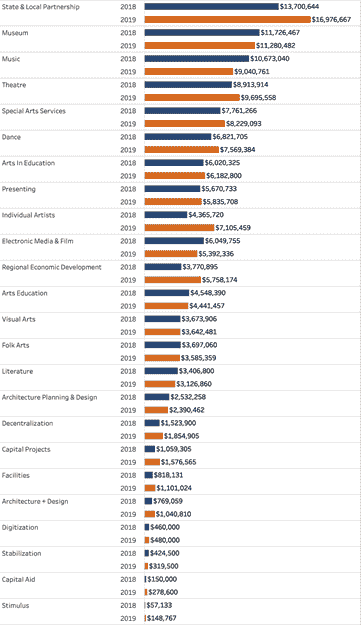 State & Local Partnership 2018 $13,700,644
2019 $16,976,667
Museum 2018 $11,726,467
2019 $11,280,482
Music 2018 $10,673,040
2019 $9,040,761
Theatre 2018 $8,913,914
2019 $9,695,558
Special Arts Services 2018 $7,761,266
2019 $8,229,093
Dance 2018 $6,821,705
2019 $7,569,384
Arts In Education 2018 $6,020,325
2019 $6,182,800
Presenting 2018 $5,670,733
2019 $5,835,708
Individual Artists 2018 $4,365,720
2019 $7,105,459
Electronic Media & Film 2018 $6,049,755
2019 $5,392,336
Regional Economic Development 2018 $3,770,895
2019 $5,758,174
Arts Education 2018 $4,548,390
2019 $4,441,457
Visual Arts 2018 $3,673,906
2019 $3,642,481
Folk Arts 2018 $3,697,060
2019 $3,585,359
Literature 2018 $3,406,800
2019 $3,126,860
Architecture Planning & Design 2018 $2,532,258
2019 $2,390,462
Decentralization 2018 $1,523,900
2019 $1,854,905
Capital Projects 2018 $1,059,305
2019 $1,576,565
Facilities 2018 $818,131
2019 $1,101,024
Architecture + Design 2018 $769,059
2019 $1,040,810
Digitization 2018 $460,000
2019 $480,000
Stabilization 2018 $424,500
2019 $319,500
Capital Aid 2018 $150,000
2019 $278,600
Stimulus 2018 $57,133
2019 $148,767